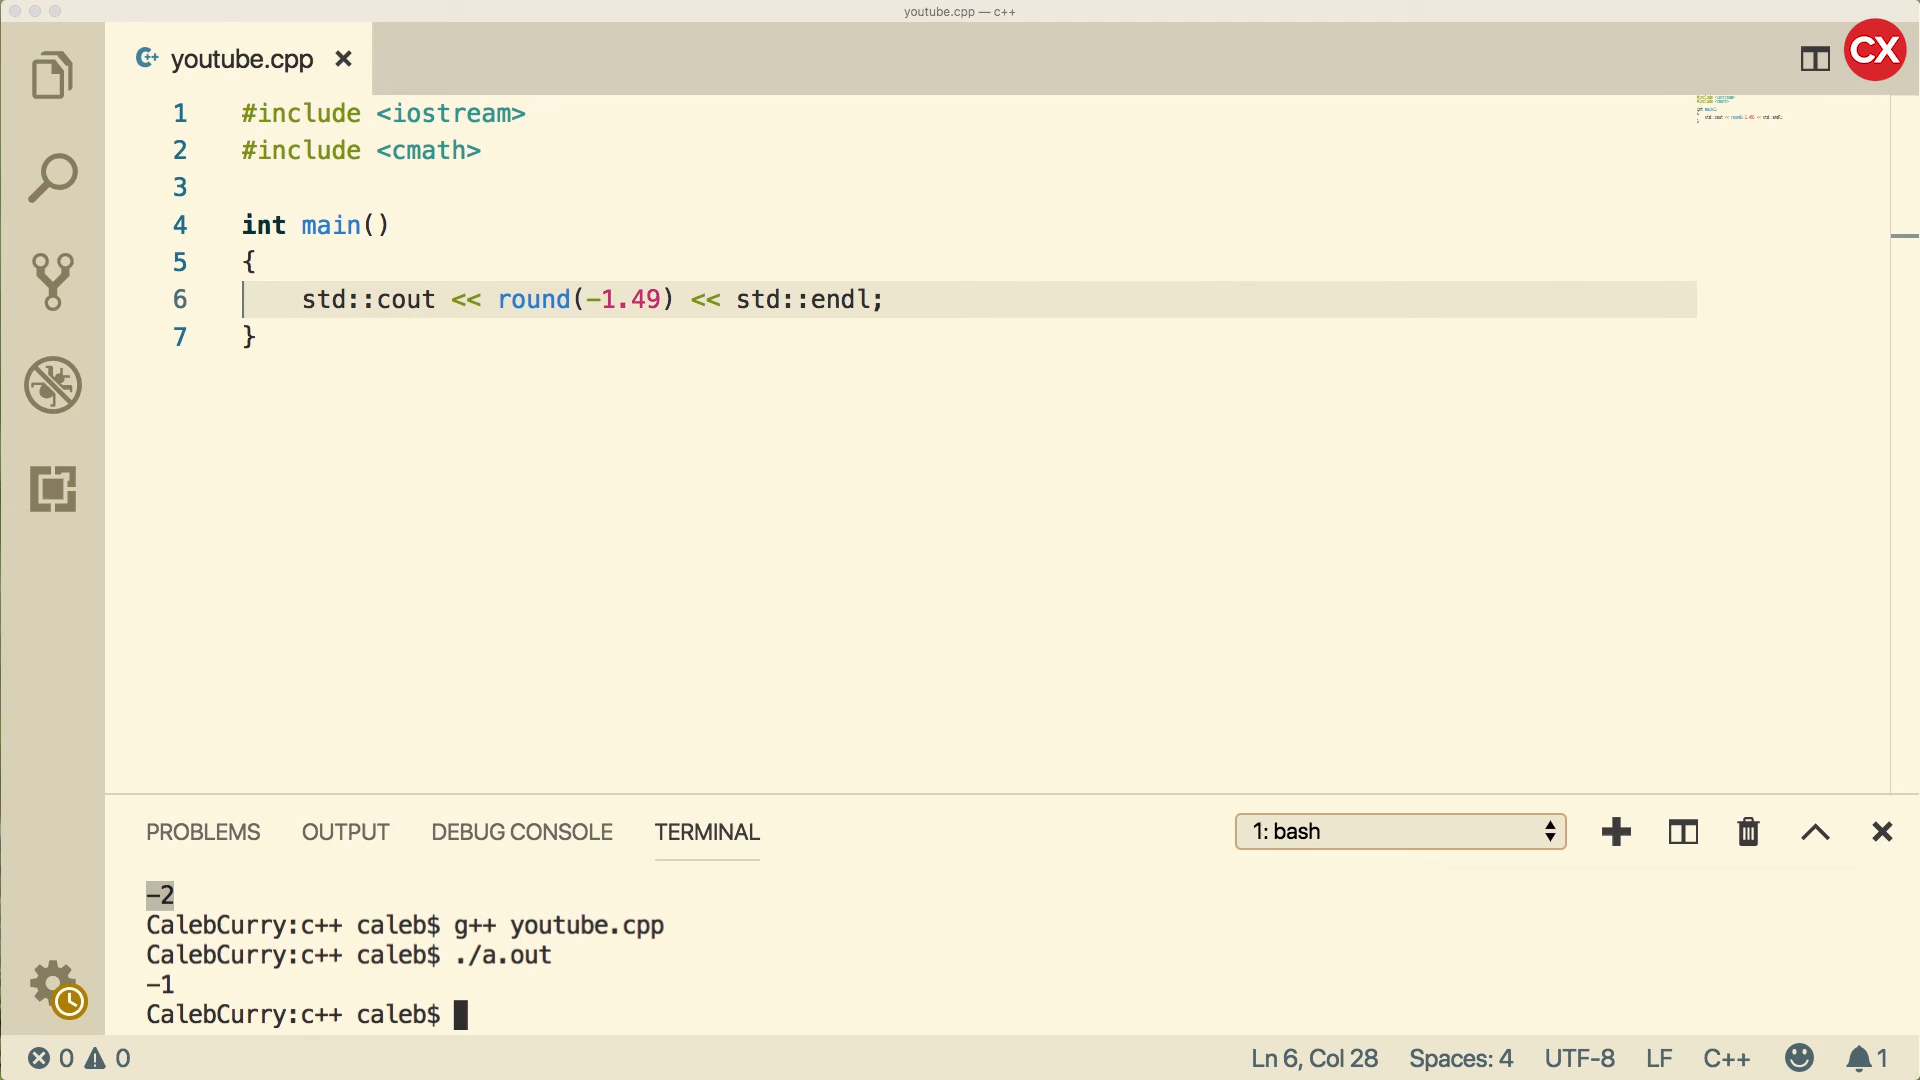 youtube.cpp — c++
youtube.cpp
CX
1 #include <iostream>
2 #include <cmath>
3
4 int main()
5 {
6 std::cout << round(-1.49) << std::endl;
7 }
PROBLEMS OUTPUT DEBUG CONSOLE TERMINAL 1: bash
-2
CalebCurry:c++ caleb$ g++ youtube.cpp
CalebCurry:c++ caleb$ ./a.out
-1
CalebCurry:c++ caleb$
0 0 Ln 6, Col 28 Spaces: 4 UTF-8 LF C++ 1